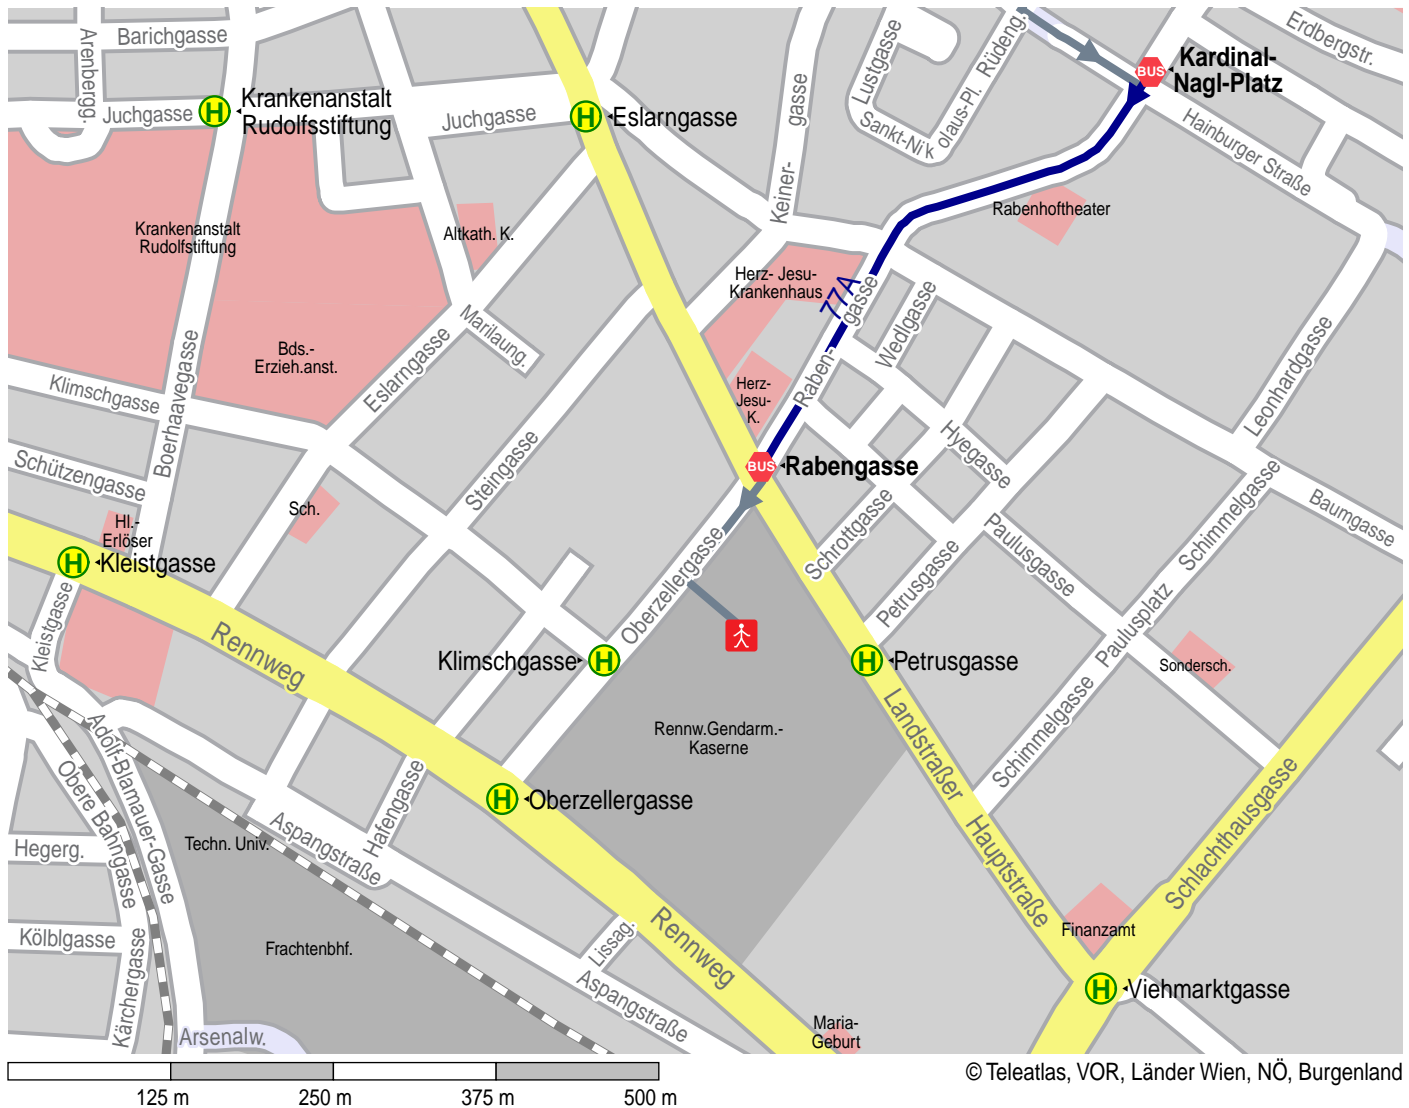 Barichgasse
Arenbergg.
Juchgasse
Krankenanstalt
Rudolfsstiftung
Juchgasse
Eslarngasse
Lustgasse
Sankt-Nik
olaus-Pl.
Rüdeng.
Keiner-
gasse
BUS
Kardinal-
Nagl-Platz
Erdbergstr.
Hainburger Straße
Rabenhoftheater
Krankenanstalt
Rudolfstiftung
Altkath. K.
Herz- Jesu-
Krankenhaus
77A
Raben-
gasse
Wedlgasse
Marilaung.
Bds.-
Erzieh.anst.
Eslarngasse
Klimschgasse
Boerhaavegasse
Herz-
Jesu-
K.
Leonhardgasse
Hyegasse
Steingasse
Schützengasse
BUS
Rabengasse
Sch.
Hl.-
Erlöser
H
Kleistgasse
Kleistgasse
Schrottgasse
Petrusgasse
Paulusgasse
Schimmelgasse
Baumgasse
Paulusplatz
Oberzellergasse
Rennweg
Klimschgasse
H
Petrusgasse
Sondersch.
Schimmelgasse
Rennw.Gendarm.-
Kaserne
Landstraßer
Hauptstraße
Adolf-Blamauer-Gasse
Obere Bahngasse
Hafengasse
H
Oberzellergasse
Aspangstraße
Schlachthausgasse
Hegerg.
Techn. Univ.
Kölblgasse
Frachtenbhf.
Kärchergasse
Lissag.
Rennweg
Finanzamt
Aspangstraße
H
Viehmarktgasse
Arsenalw.
Maria-
Geburt
125 m
250 m
375 m
500 m
© Teleatlas, VOR, Länder Wien, NÖ, Burgenland